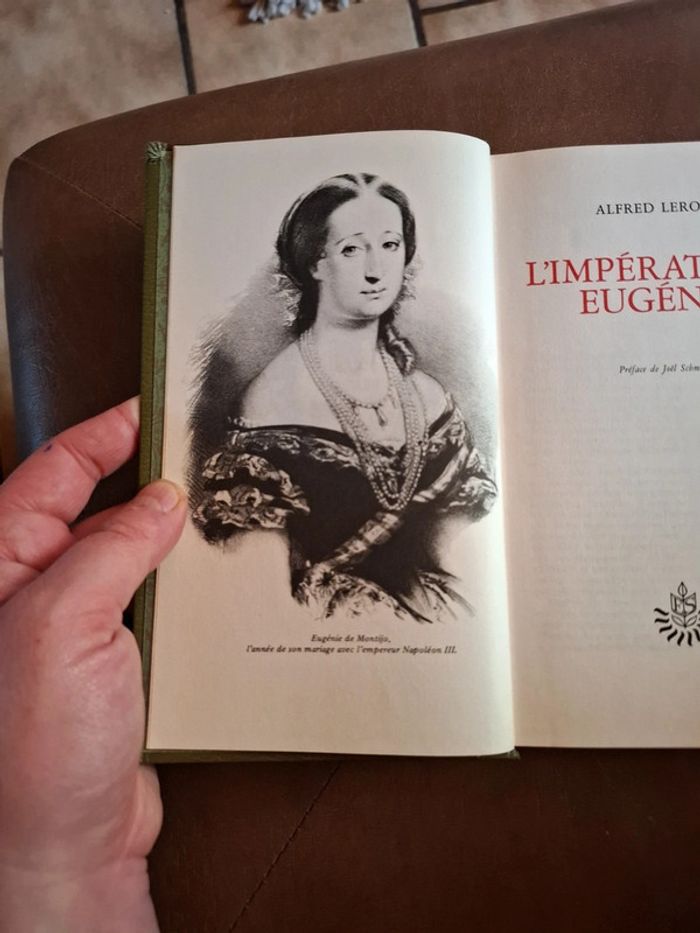 Eugénie de Montijo,
l'année de son mariage avec l'empereur Napoléon III.
ALFRED LERO
L'IMPÉRAT
EUGÉN
Préface de Joël Schm